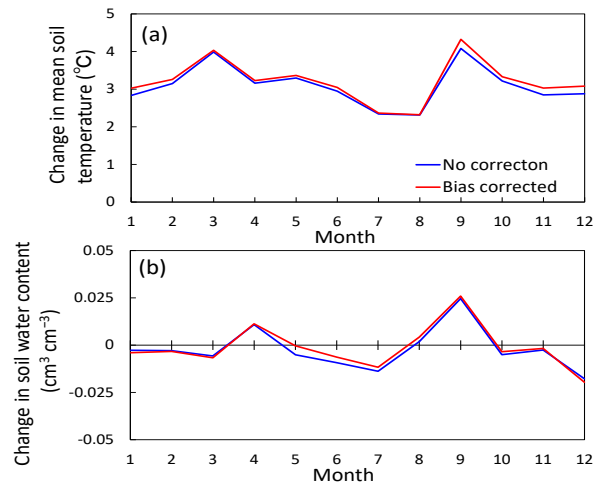 Change in mean soil
temperature (°C)
(a)
5
4
3
2
1
0
No correcton
Bias corrected
1 2 3 4 5 6 7 8 9 10 11 12
Month
Change in soil water content
(cm³ cm⁻³)
(b)
0.05
0.025
0
-0.025
-0.05
1 2 3 4 5 6 7 8 9 10 11 12
Month